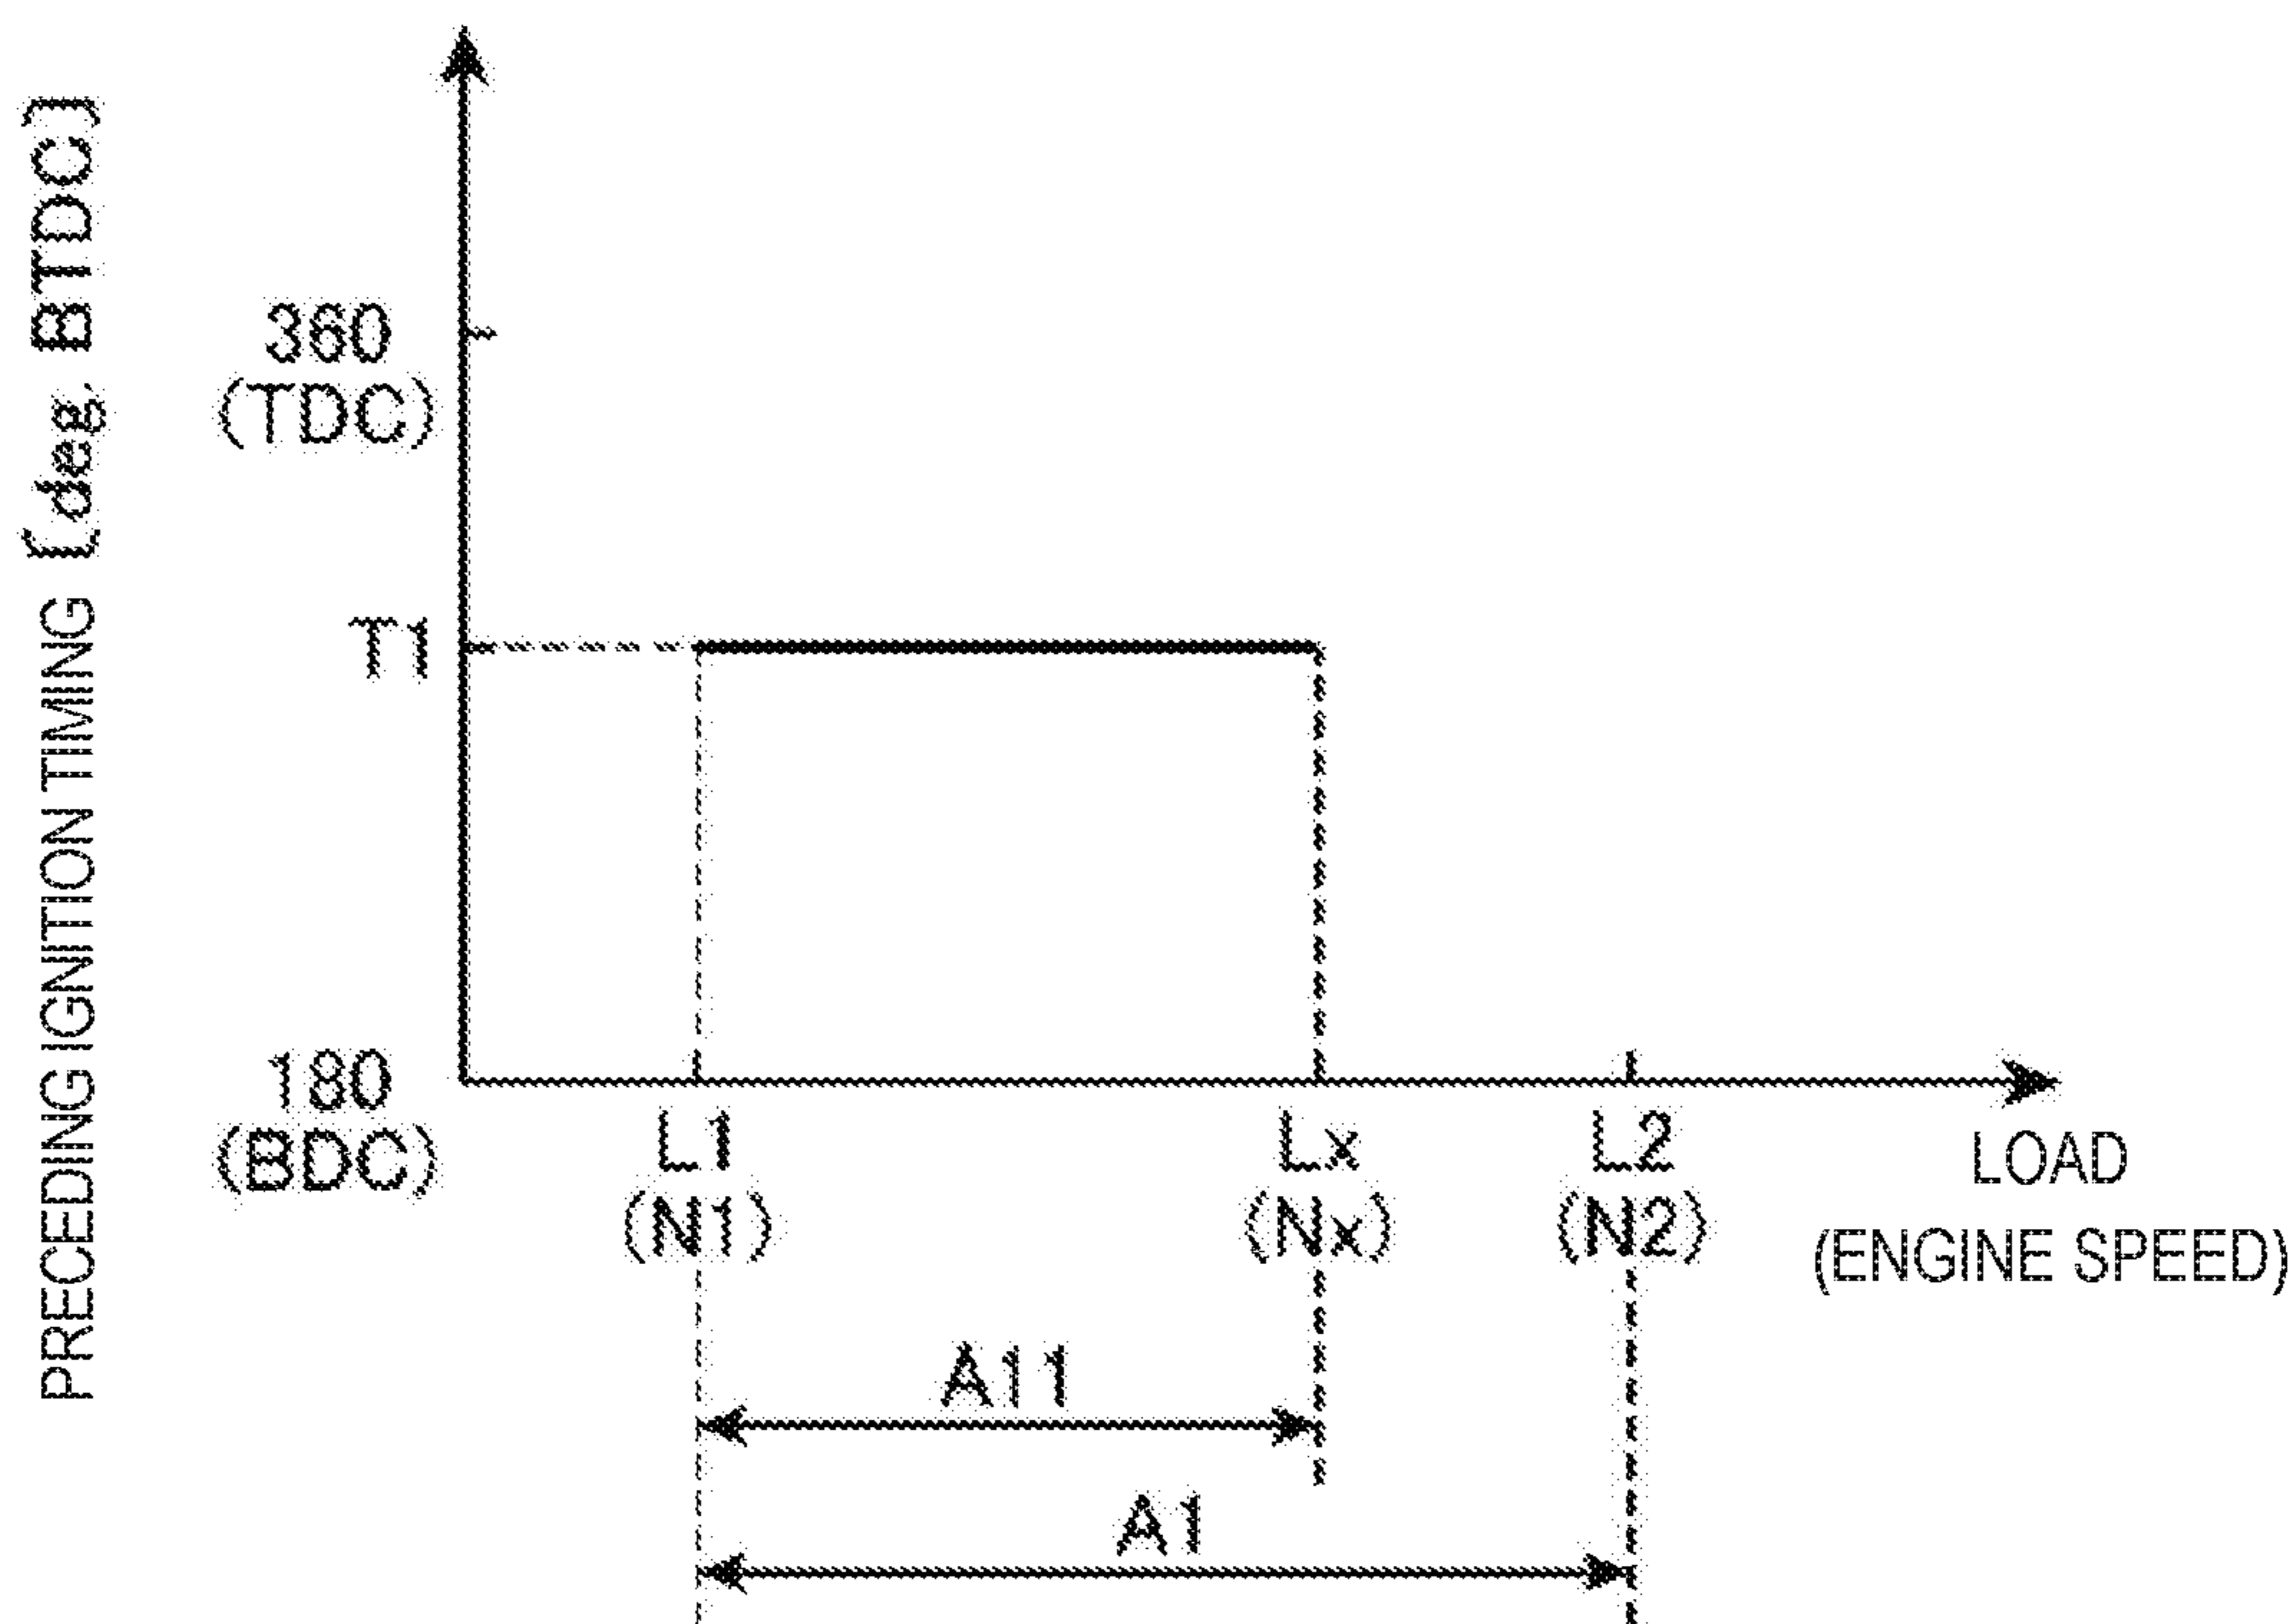 PRECEDING IGNITION TIMING [deg. BTDC]
360
(TDC)
T1
180
(BDC)
L1
(N1)
Lx
(Nx)
L2
(N2)
LOAD
(ENGINE SPEED)
A11
A1